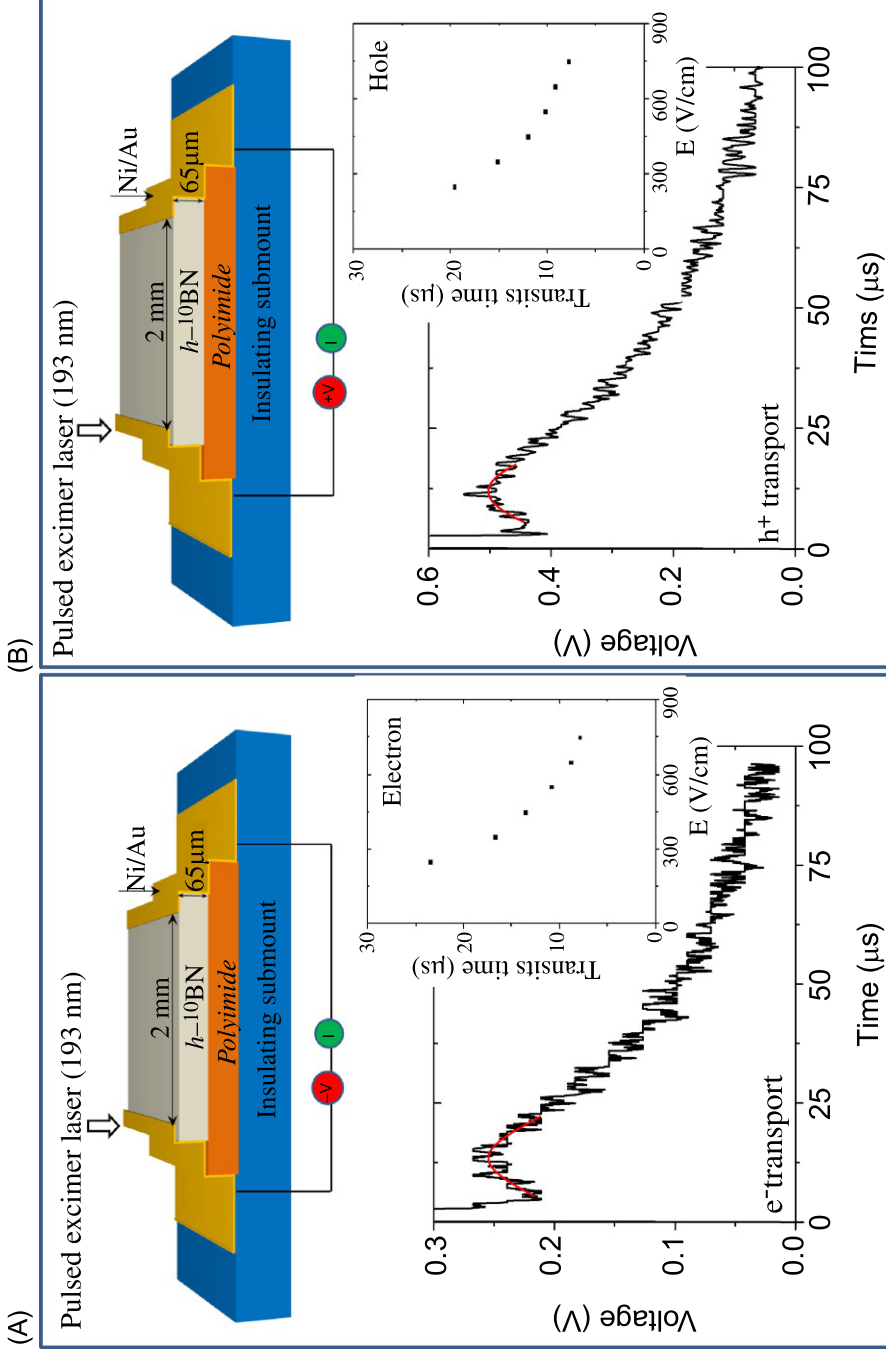 (A)
Pulsed excimer laser (193 nm)
Ni/Au
2 mm
65μm
h–¹⁰BN
Polyimide
Insulating submount
–V
I
Voltage (V)
0.3
0.2
0.1
0.0
0
25
50
75
100
Time (μs)
e⁻transport
Electron
Transits time (μs)
30
20
10
0
0
300
600
900
E (V/cm)
(B)
Pulsed excimer laser (193 nm)
Ni/Au
2 mm
65μm
h–¹⁰BN
Polyimide
Insulating submount
+V
I
Voltage (V)
0.6
0.4
0.2
0.0
0
25
50
75
100
Tims (μs)
h⁺ transport
Hole
Transits time (μs)
30
20
10
0
0
300
600
900
E (V/cm)